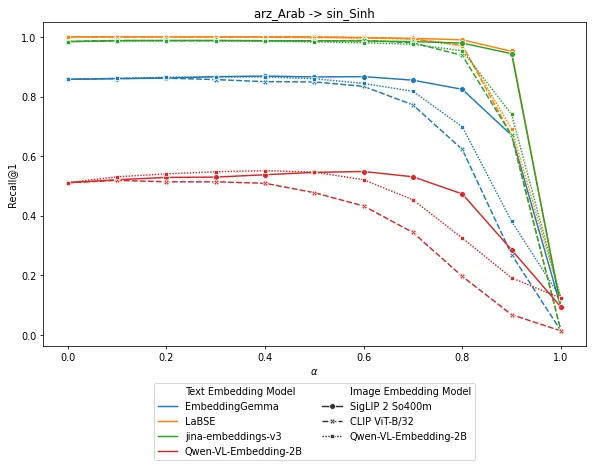 arz_Arab -> sin_Sinh
Recall@1
1.0
0.8
0.6
0.4
0.2
0.0
0.0 0.2 0.4 0.6 0.8 1.0
α
Text Embedding Model
EmbeddingGemma
LaBSE
jina-embeddings-v3
Qwen-VL-Embedding-2B
Image Embedding Model
SigLIP 2 So400m
CLIP ViT-B/32
Qwen-VL-Embedding-2B